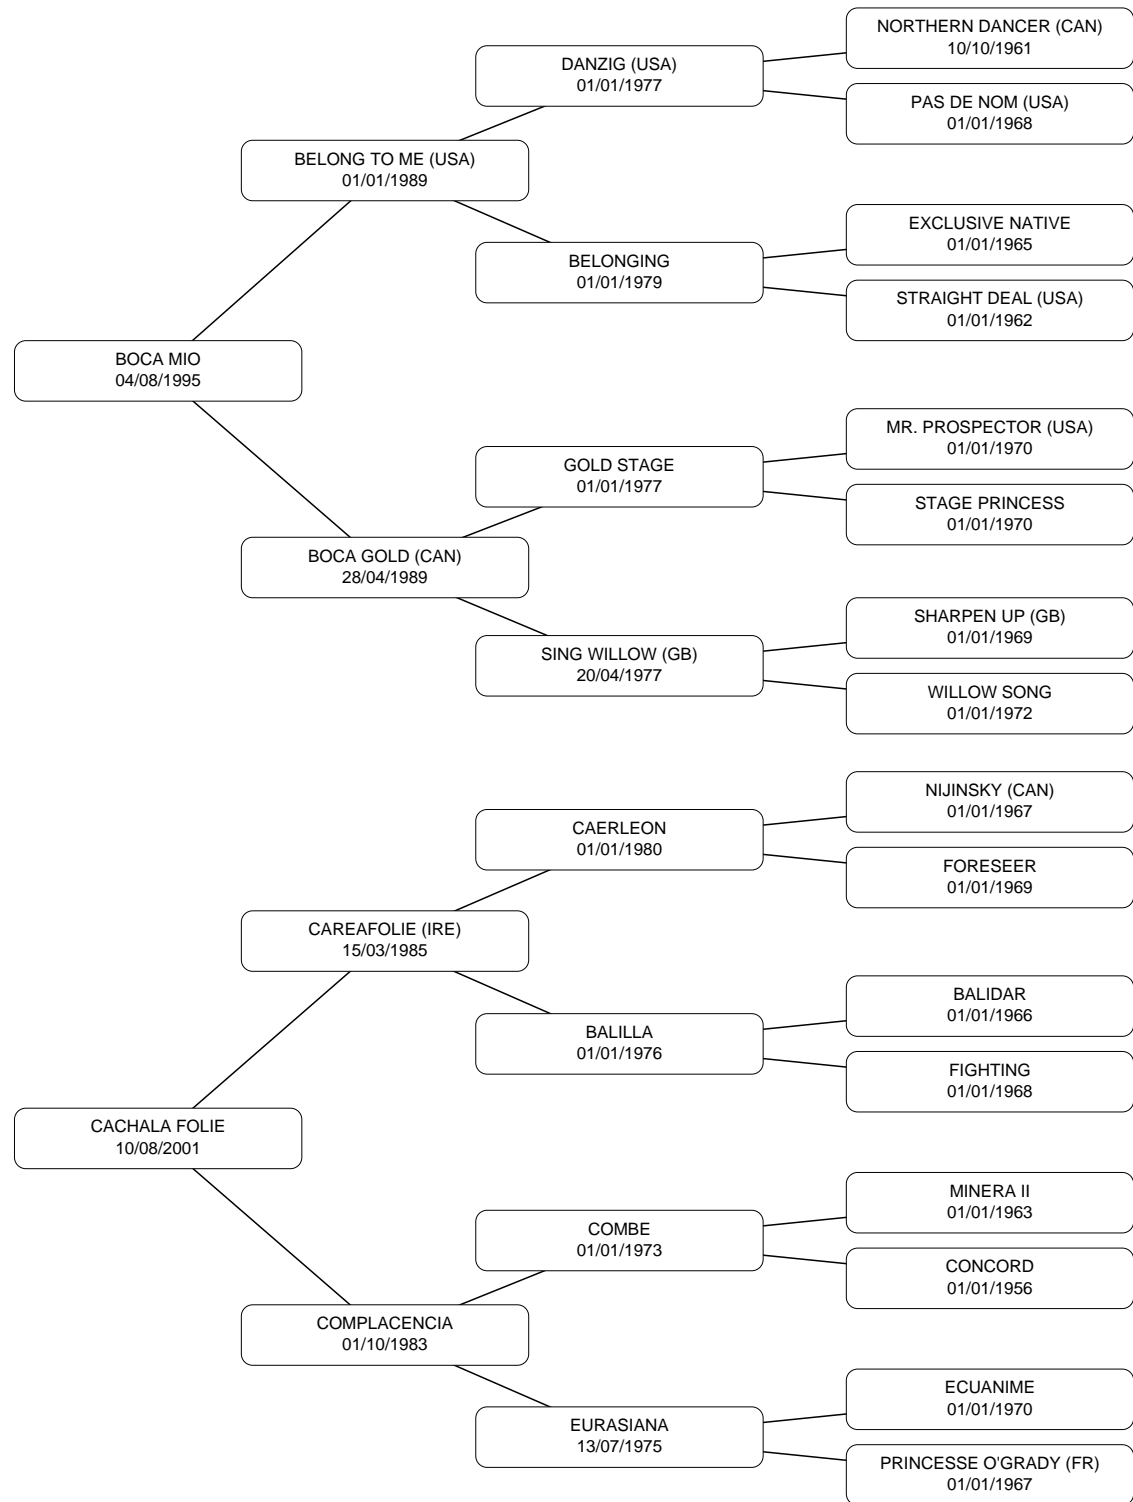 NORTHERN DANCER (CAN)
10/10/1961
DANZIG (USA)
01/01/1977
PAS DE NOM (USA)
01/01/1968
BELONG TO ME (USA)
01/01/1989
EXCLUSIVE NATIVE
01/01/1965
BELONGING
01/01/1979
STRAIGHT DEAL (USA)
01/01/1962
BOCA MIO
04/08/1995
MR. PROSPECTOR (USA)
01/01/1970
GOLD STAGE
01/01/1977
STAGE PRINCESS
01/01/1970
BOCA GOLD (CAN)
28/04/1989
SHARPEN UP (GB)
01/01/1969
SING WILLOW (GB)
20/04/1977
WILLOW SONG
01/01/1972
NIJINSKY (CAN)
01/01/1967
CAERLEON
01/01/1980
FORESEER
01/01/1969
CAREAFOLIE (IRE)
15/03/1985
BALIDAR
01/01/1966
BALILLA
01/01/1976
FIGHTING
01/01/1968
CACHALA FOLIE
10/08/2001
MINERA II
01/01/1963
COMBE
01/01/1973
CONCORD
01/01/1956
COMPLACENCIA
01/10/1983
ECUANIME
01/01/1970
EURASIANA
13/07/1975
PRINCESSE O'GRADY (FR)
01/01/1967